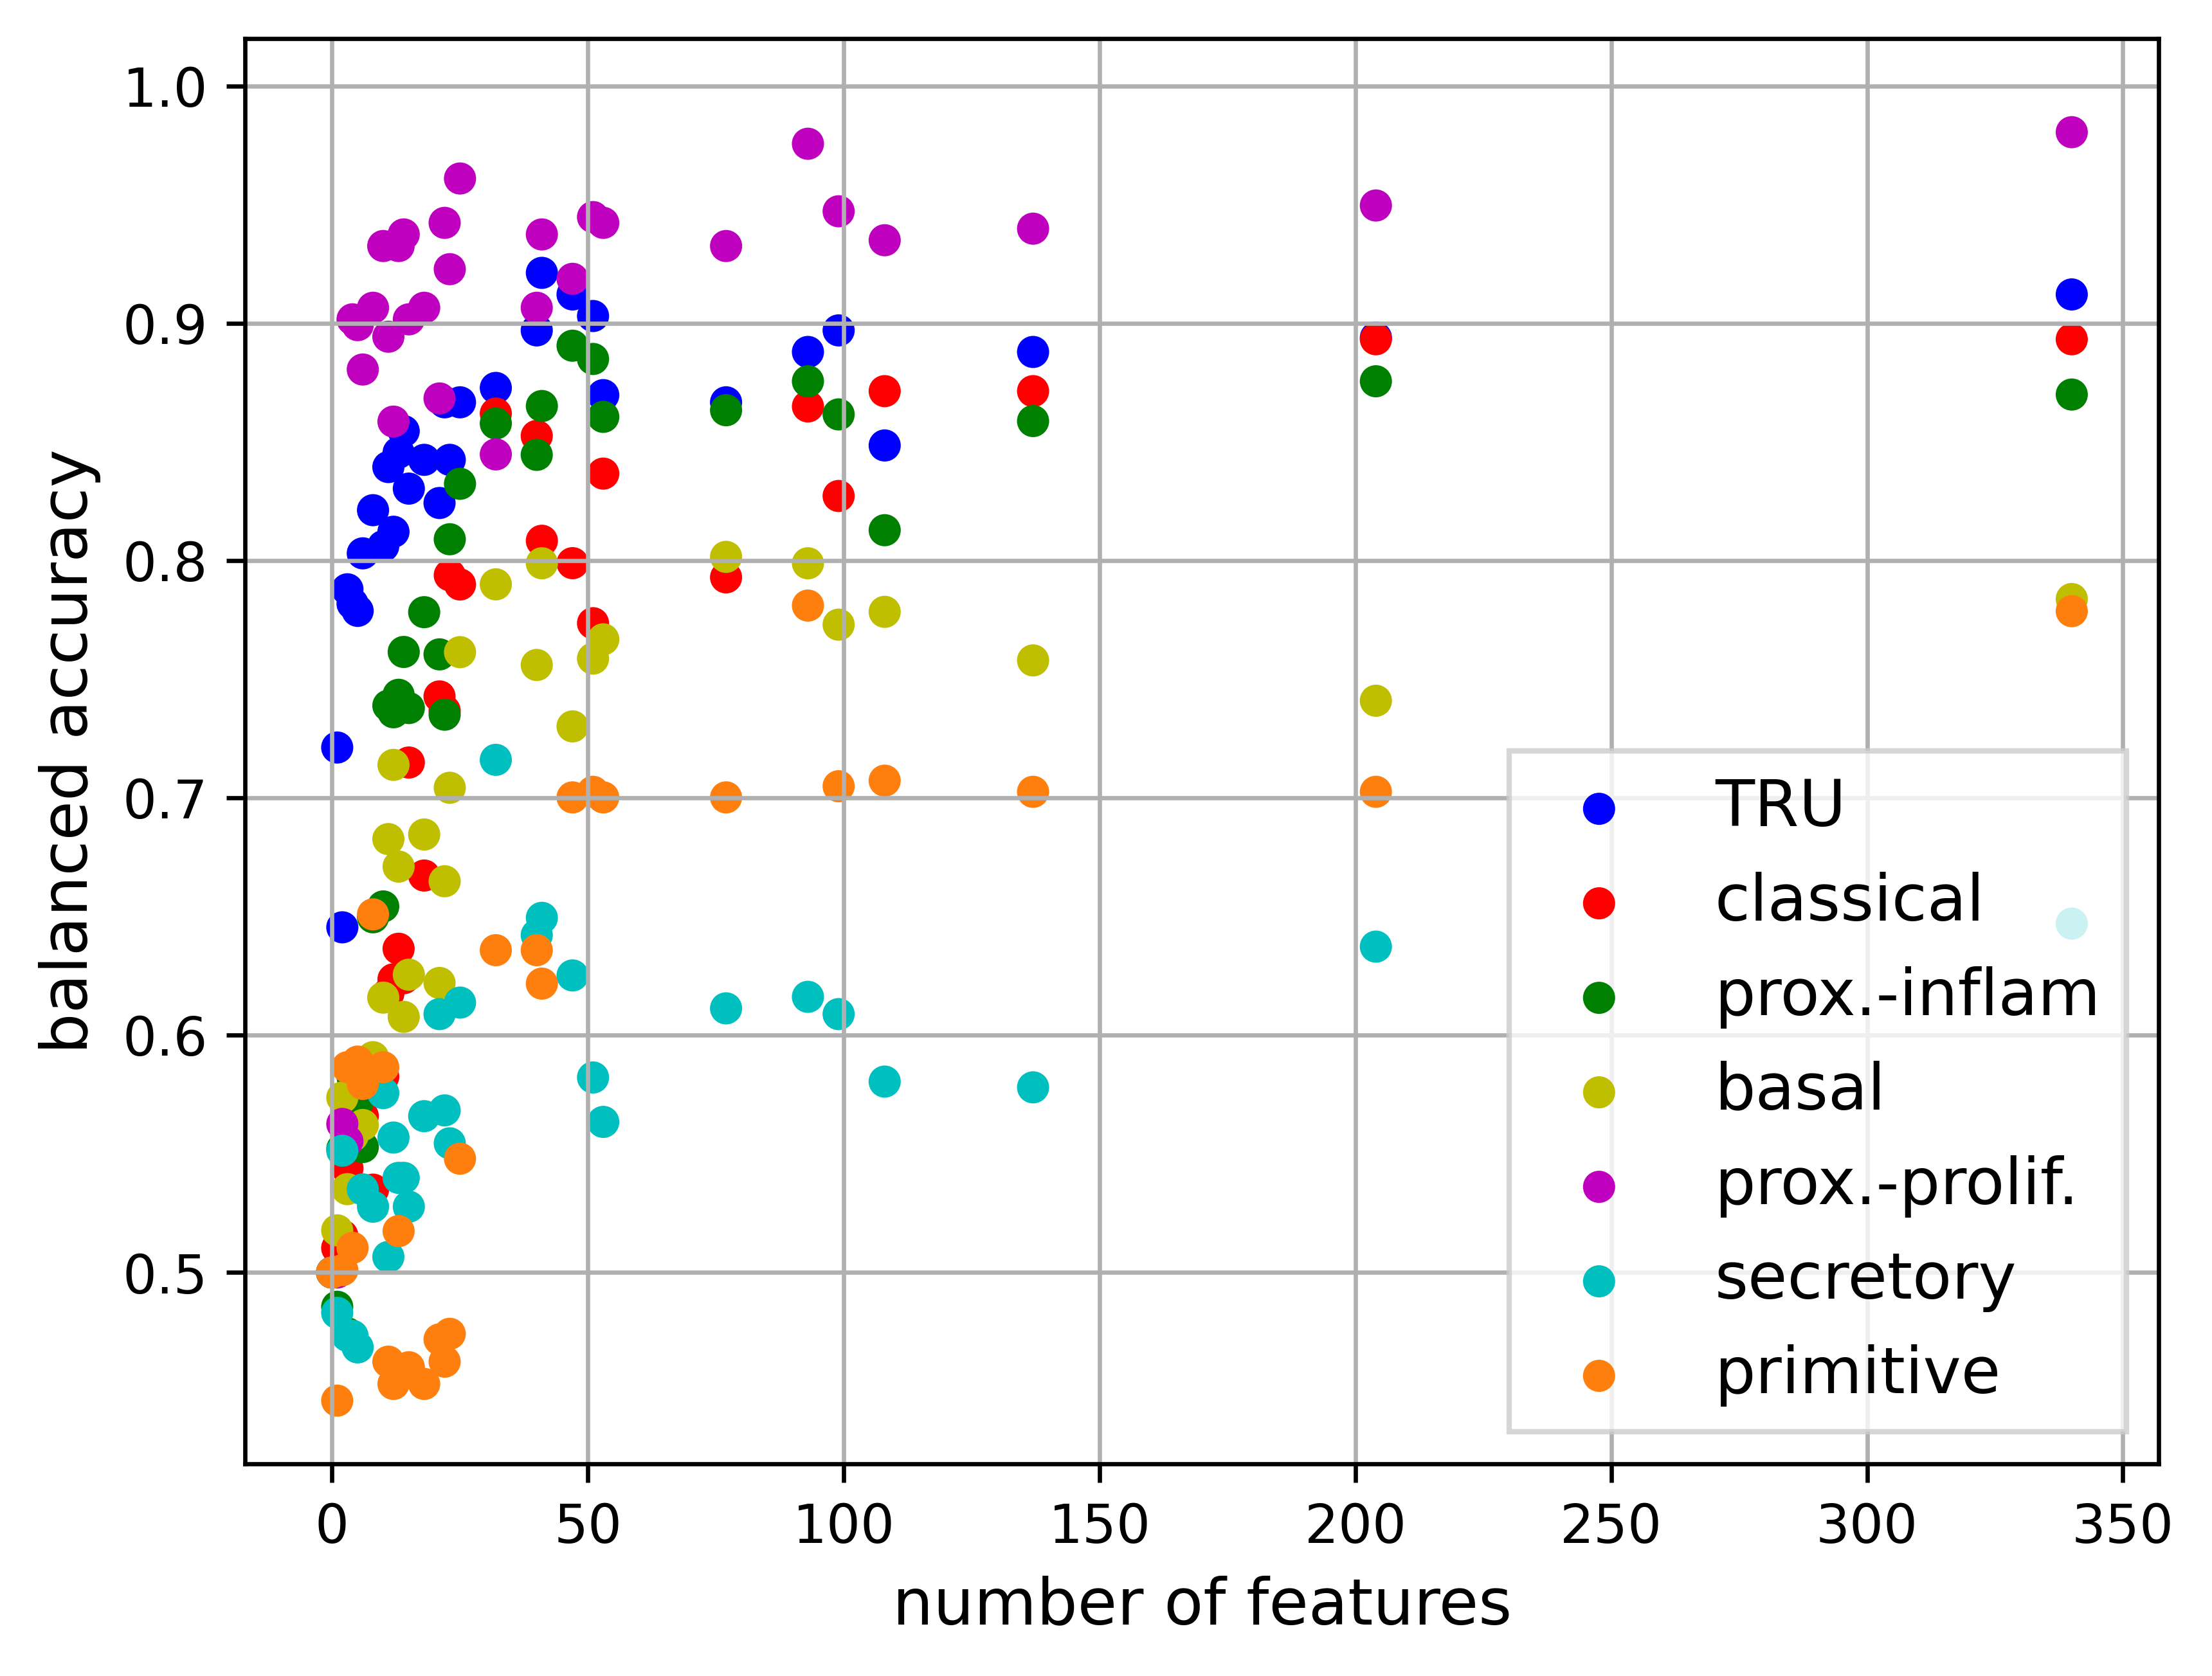 1.0
0.9
0.8
0.7
0.6
0.5
balanced accuracy
0 50 100 150 200 250 300 350
number of features
TRU
classical
prox.-inflam
basal
prox.-prolif.
secretory
primitive